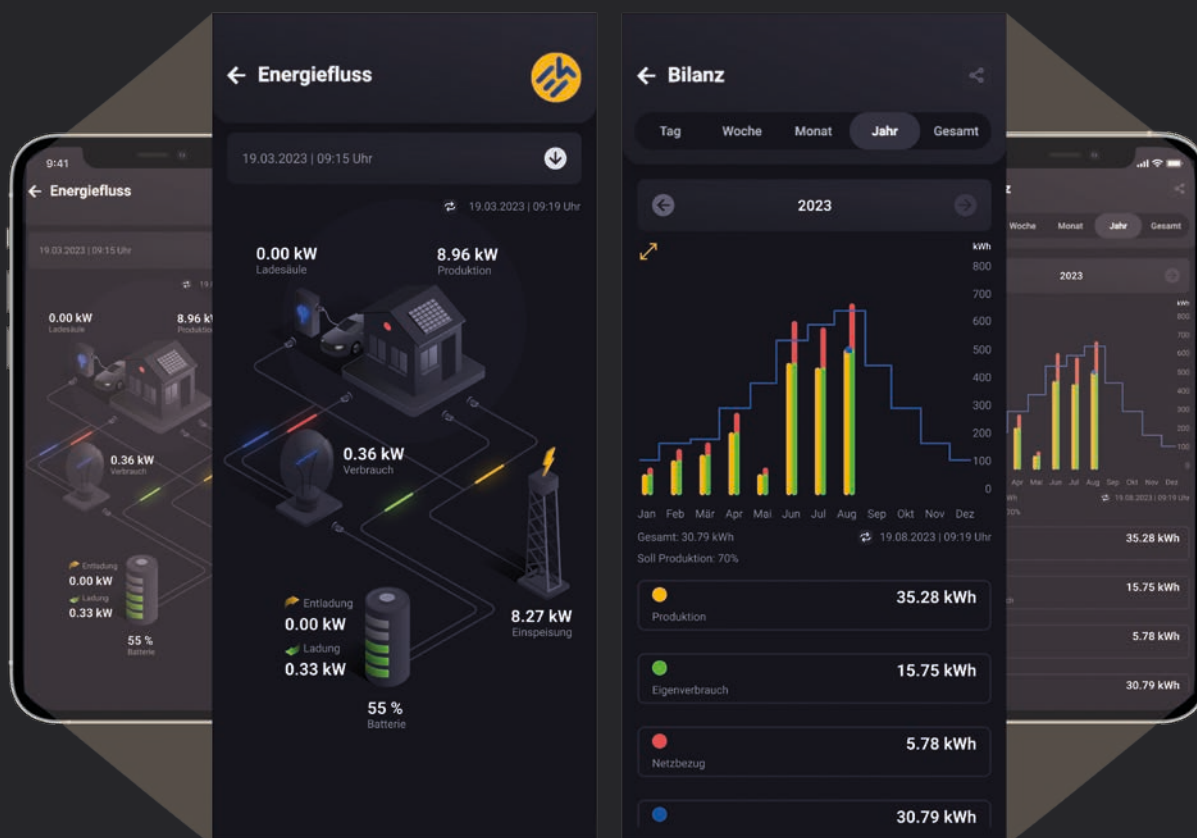 Energiefluss
19.03.2023 | 09:15 Uhr
19.03.2023 | 09:19 Uhr
0.00 kW
Ladesäule
8.96 kW
Produktion
0.36 kW
Verbrauch
Entladung
0.00 kW
Ladung
0.33 kW
55 %
Batterie
8.27 kW
Einspeisung
Bilanz
Tag Woche Monat Jahr Gesamt
2023
kWh
800
700
600
500
400
300
200
100
0
Jan Feb Mär Apr Mai Jun Jul Aug Sep Okt Nov Dez
Gesamt: 30.79 kWh
19.08.2023 | 09:19 Uhr
Soll Produktion: 70%
35.28 kWh
Produktion
15.75 kWh
Eigenverbrauch
5.78 kWh
Netzbezug
30.79 kWh
9:41
Energiefluss
19.03.2023 | 09:15 Uhr
0.00 kW
Ladesäule
8.96 kW
0.36 kW
Verbrauch
Entladung
0.00 kW
Ladung
0.33 kW
55 %
Batterie
Woche Monat Jahr Gesamt
2023
kWh
800
700
600
500
400
300
200
100
0
Apr Mai Jun Jul Aug Sep Okt Nov Dez
19.08.2023 | 09:19 Uhr
35.28 kWh
15.75 kWh
5.78 kWh
30.79 kWh